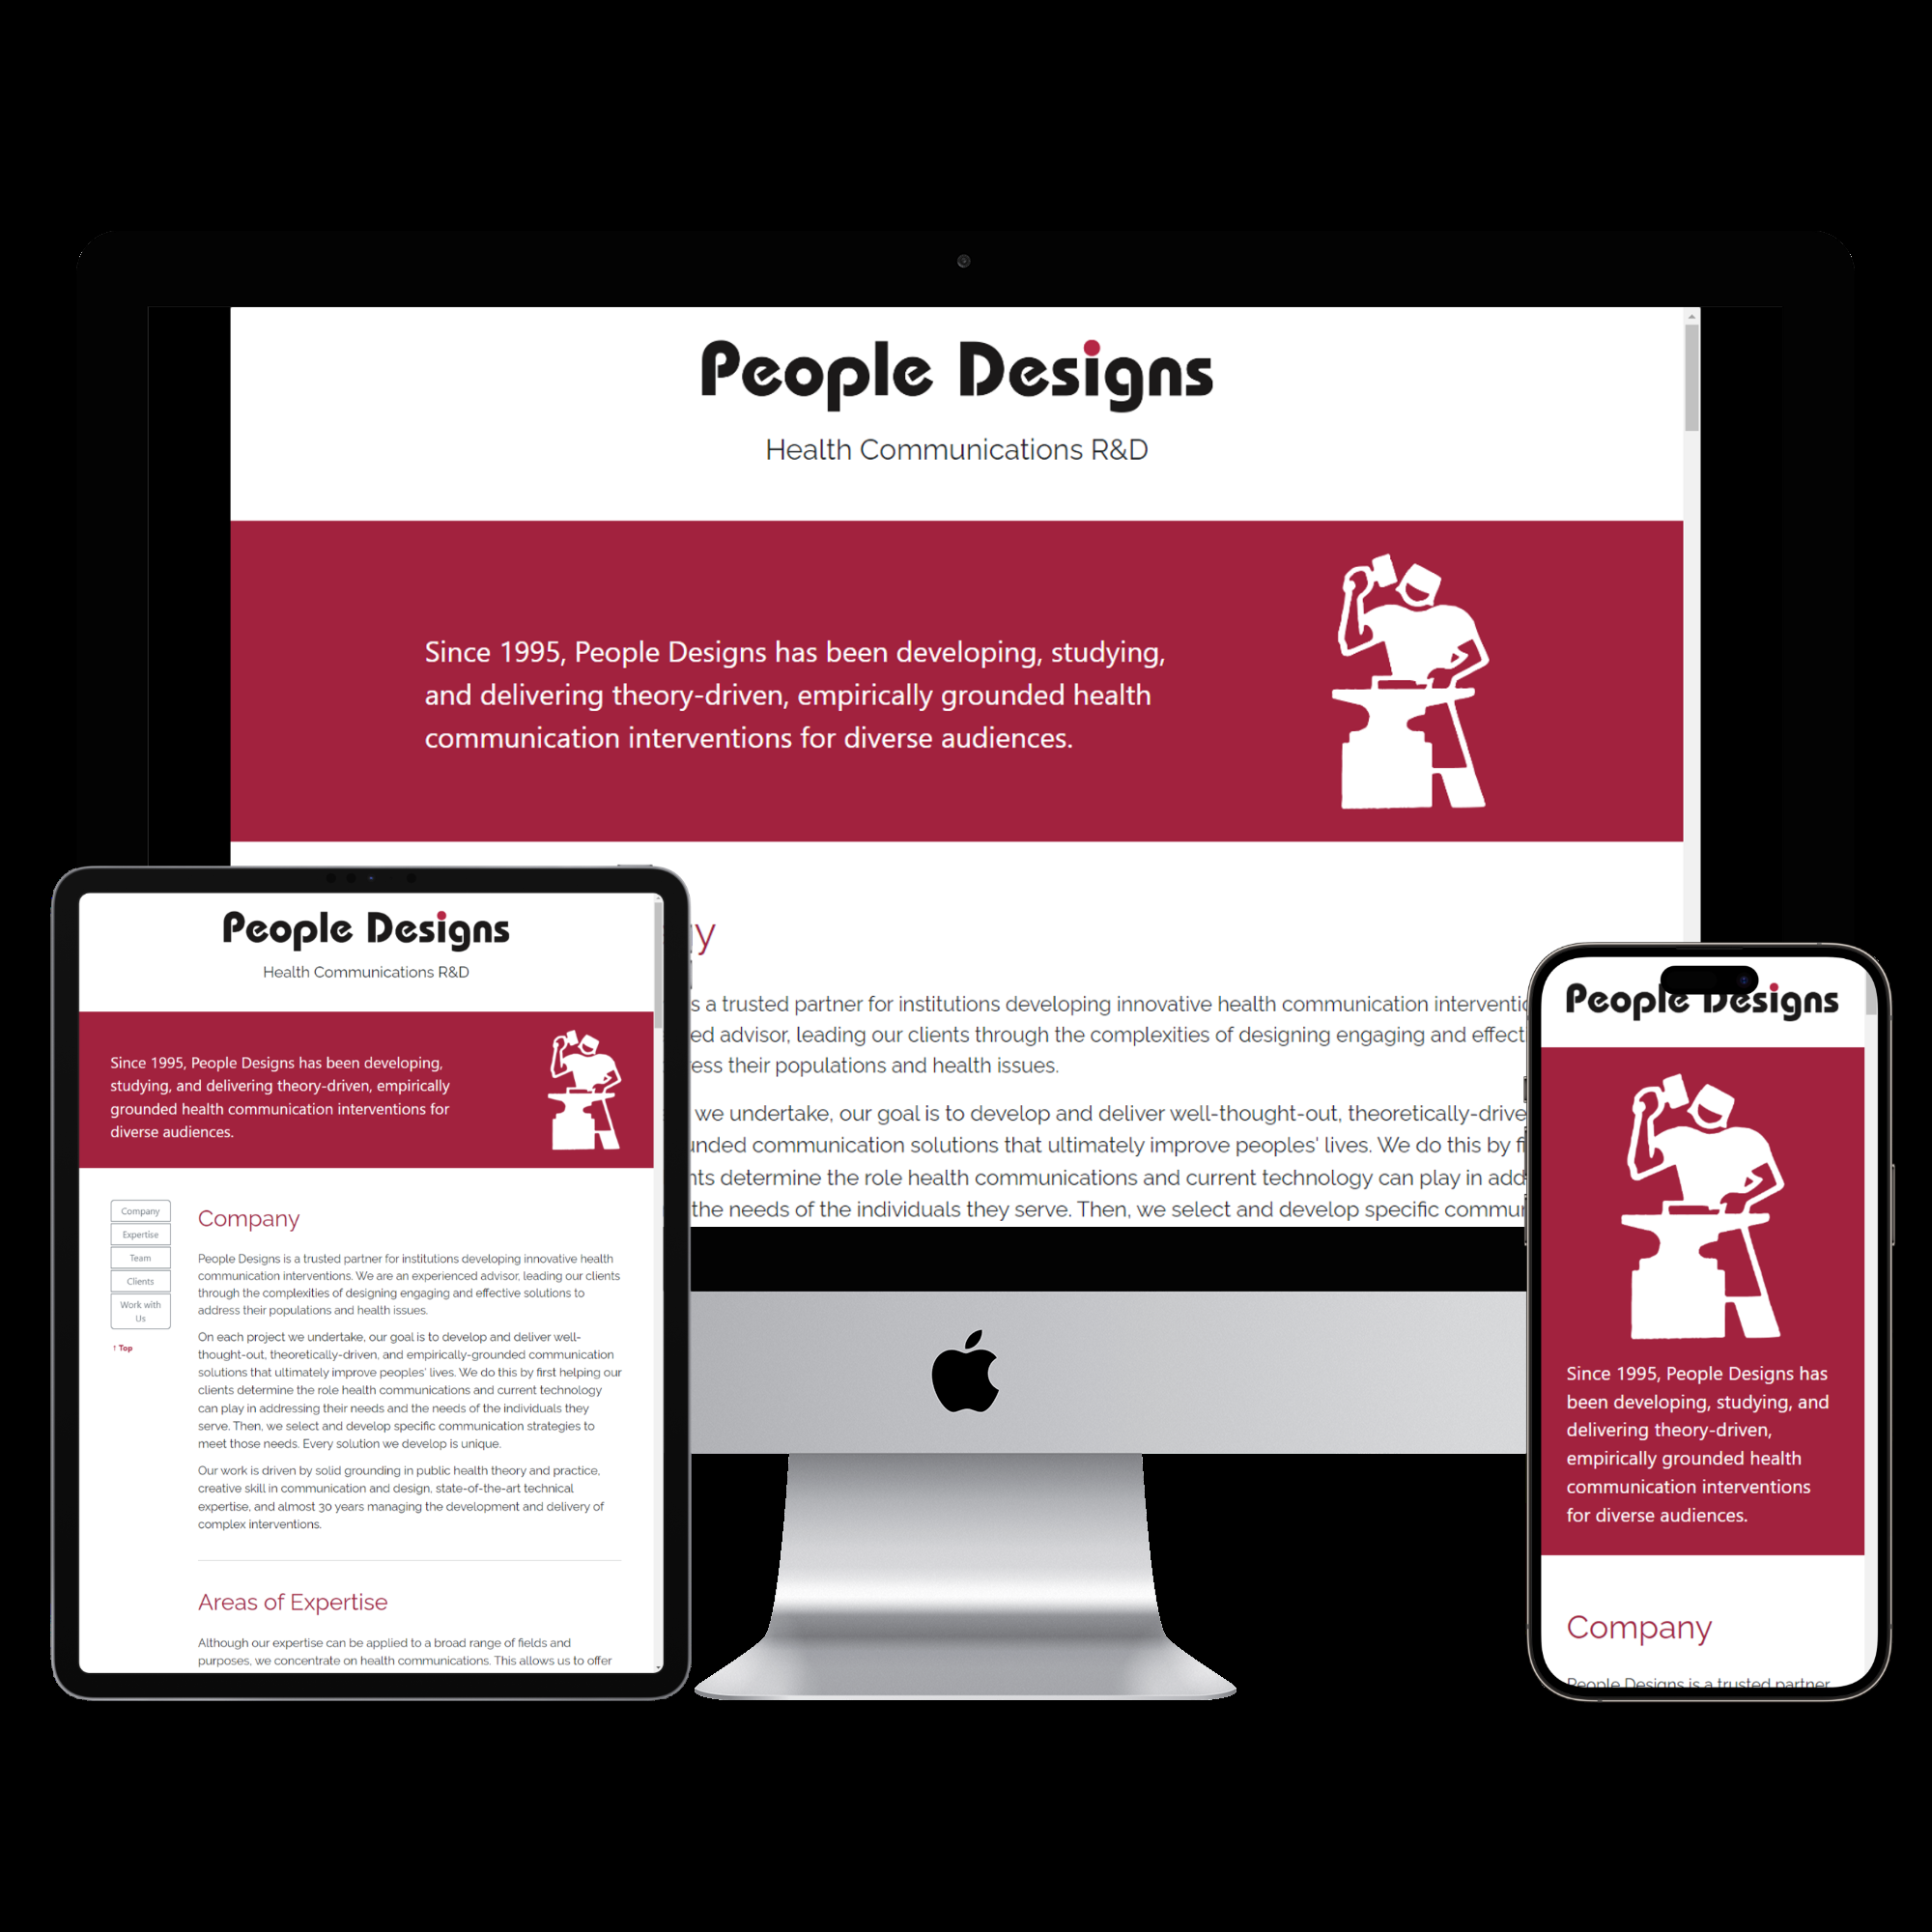 People Designs
Health Communications R&D
Since 1995, People Designs has been developing, studying,
and delivering theory-driven, empirically grounded health
communication interventions for diverse audiences.
s a trusted partner for institutions developing innovative health communication
ed advisor, leading our clients through the complexities of designing engaging and effect
ess their populations and health issues.
we undertake, our goal is to develop and deliver well-thought-out, theoretically-drive
unded communication solutions that ultimately improve peoples' lives. We do this by fi
nts determine the role health communications and current technology can play in add
the needs of the individuals they serve. Then, we select and develop specific commu
People Designs
Health Communications R&D
Since 1995, People Designs has been developing,
studying, and delivering theory-driven, empirically
grounded health communication interventions for
diverse audiences.
Company
Expertise
Team
Clients
Work with
Us
↑ Top
Company
People Designs is a trusted partner for institutions developing innovative health
communication interventions. We are an experienced advisor, leading our clients
through the complexities of designing engaging and effective solutions to
address their populations and health issues.
On each project we undertake, our goal is to develop and deliver well-
thought-out, theoretically-driven, and empirically-grounded communication
solutions that ultimately improve peoples' lives. We do this by first helping our
clients determine the role health communications and current technology
can play in addressing their needs and the needs of the individuals they
serve. Then, we select and develop specific communication strategies to
meet those needs. Every solution we develop is unique.
Our work is driven by solid grounding in public health theory and practice,
creative skill in communication and design, state-of-the-art technical
expertise, and almost 30 years managing the development and delivery of
complex interventions.
Areas of Expertise
Although our expertise can be applied to a broad range of fields and
purposes, we concentrate on health communications. This allows us to offer
People Designs
Since 1995, People Designs has
been developing, studying, and
delivering theory-driven,
empirically grounded health
communication interventions
for diverse audiences.
Company
People Designs is a trusted partner